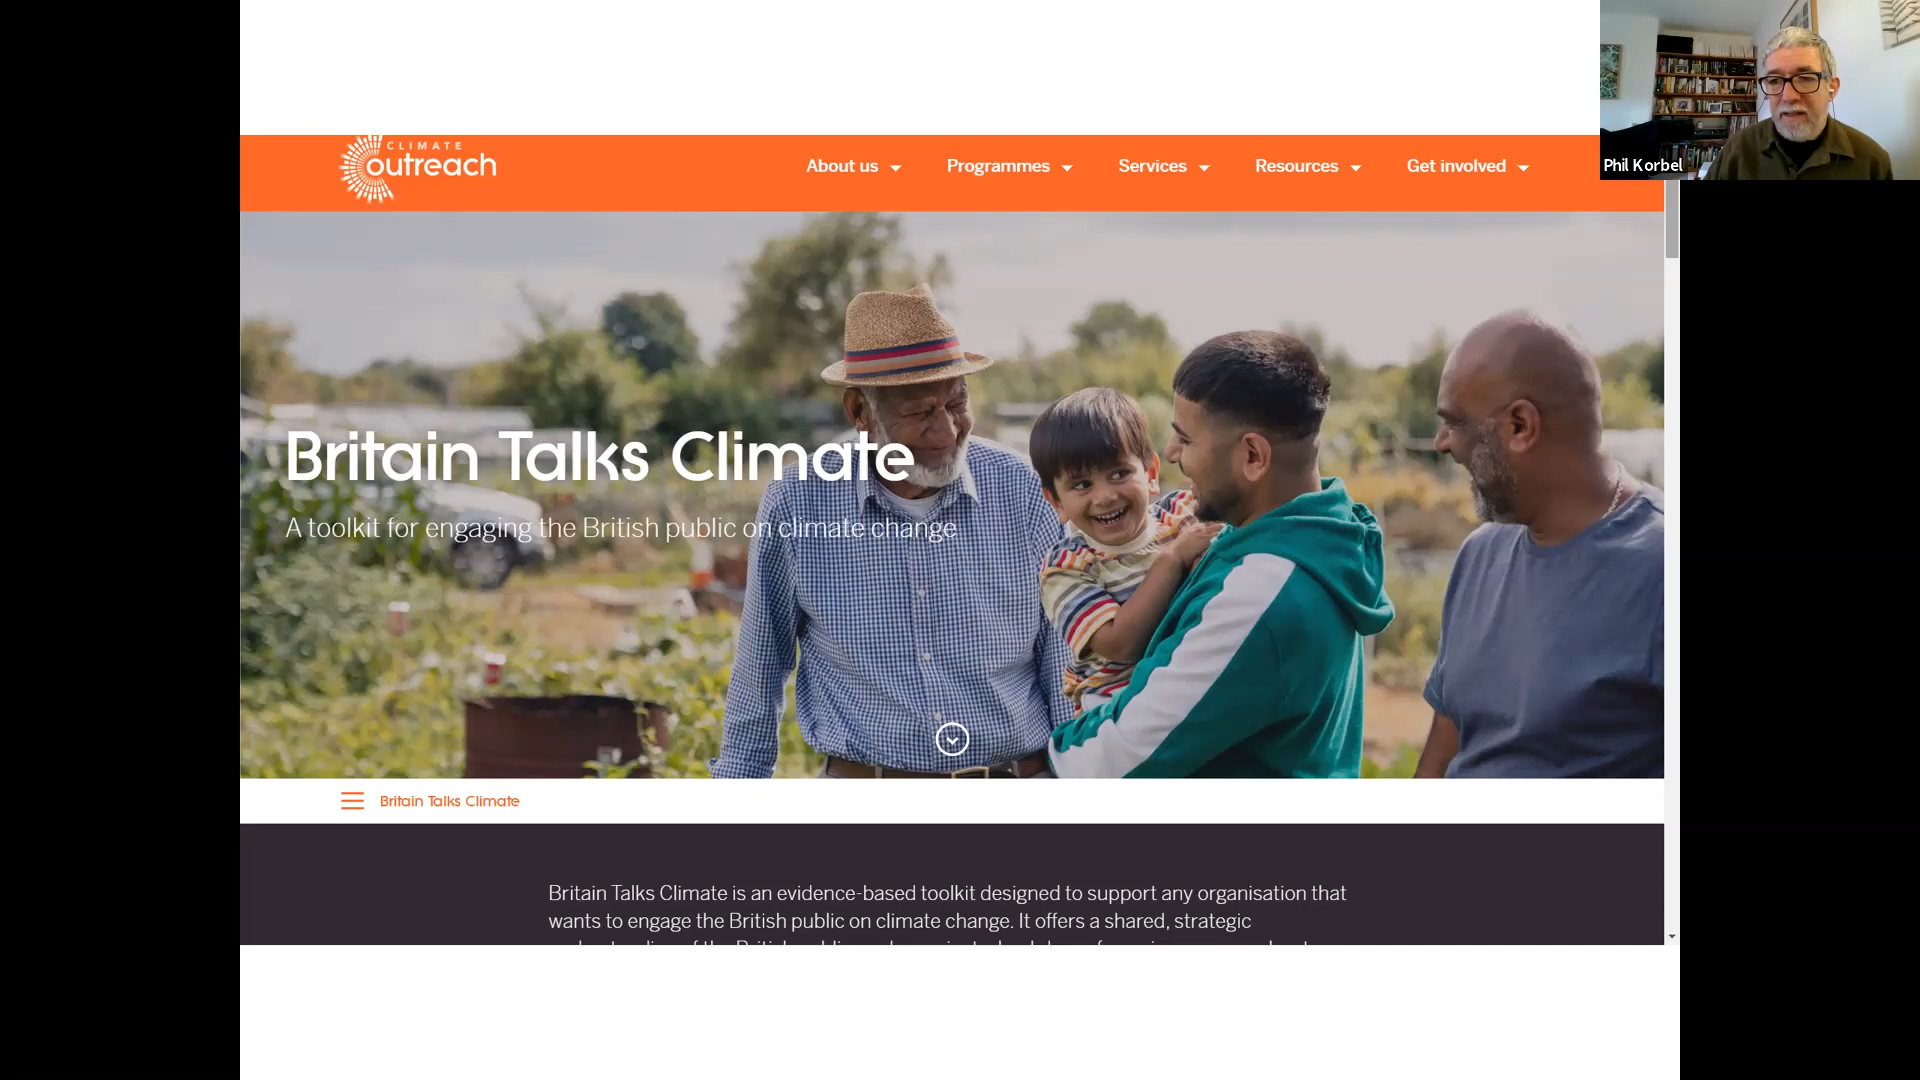 CLIMATE
outreach
About us
Programmes
Services
Resources
Get involved
Phil Korbel
Britain Talks Climate
A toolkit for engaging the British public on climate change
Britain Talks Climate
Britain Talks Climate is an evidence-based toolkit designed to support any organisation that
wants to engage the British public on climate change. It offers a shared, strategic